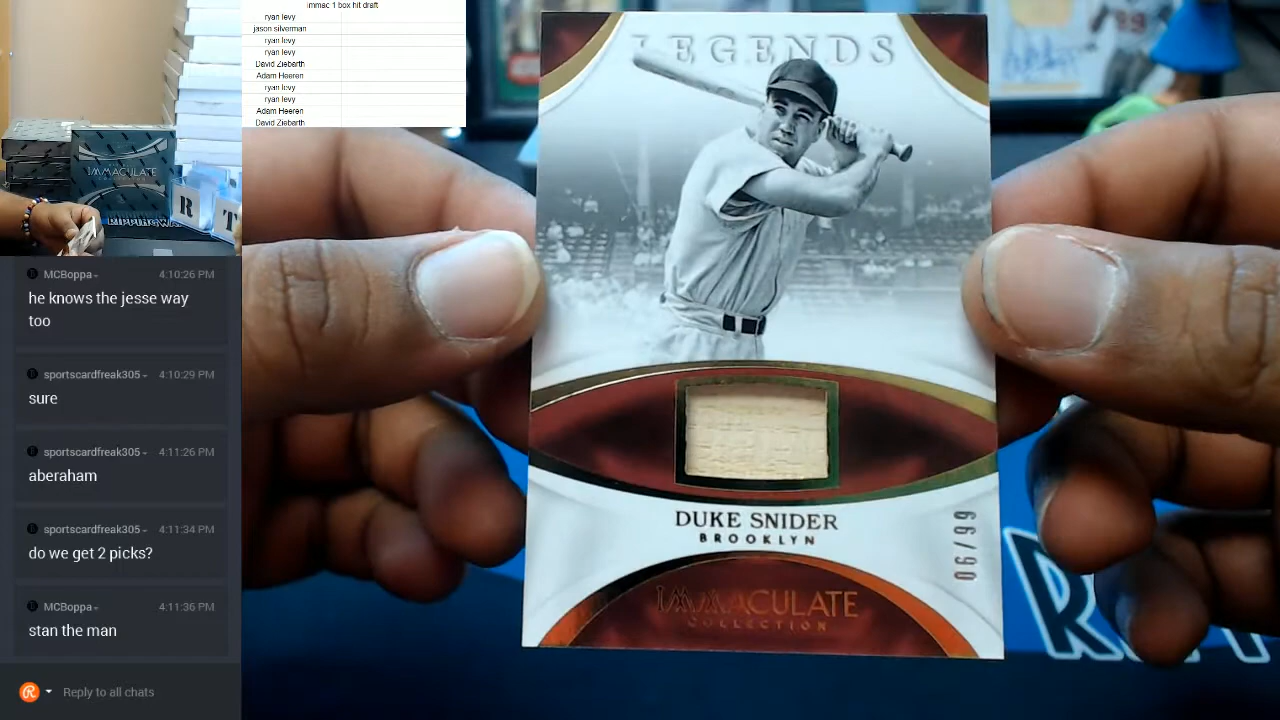 immac 1 box hit draft
ryan levy
jason silverman
ryan levy
ryan levy
David Ziebarth
Adam Heeren
ryan levy
ryan levy
Adam Heeren
David Ziebarth
IMMACULATE
RIPPINGWA
R
T
MCBoppa
4:10:26 PM
he knows the jesse way
too
sportscardfreak305
4:10:29 PM
sure
sportscardfreak305
4:11:26 PM
aberaham
sportscardfreak305
4:11:34 PM
do we get 2 picks?
MCBoppa
4:11:36 PM
stan the man
Reply to all chats
LEGENDS
DUKE SNIDER
BROOKLYN
06/99
IMMACULATE
COLLECTION